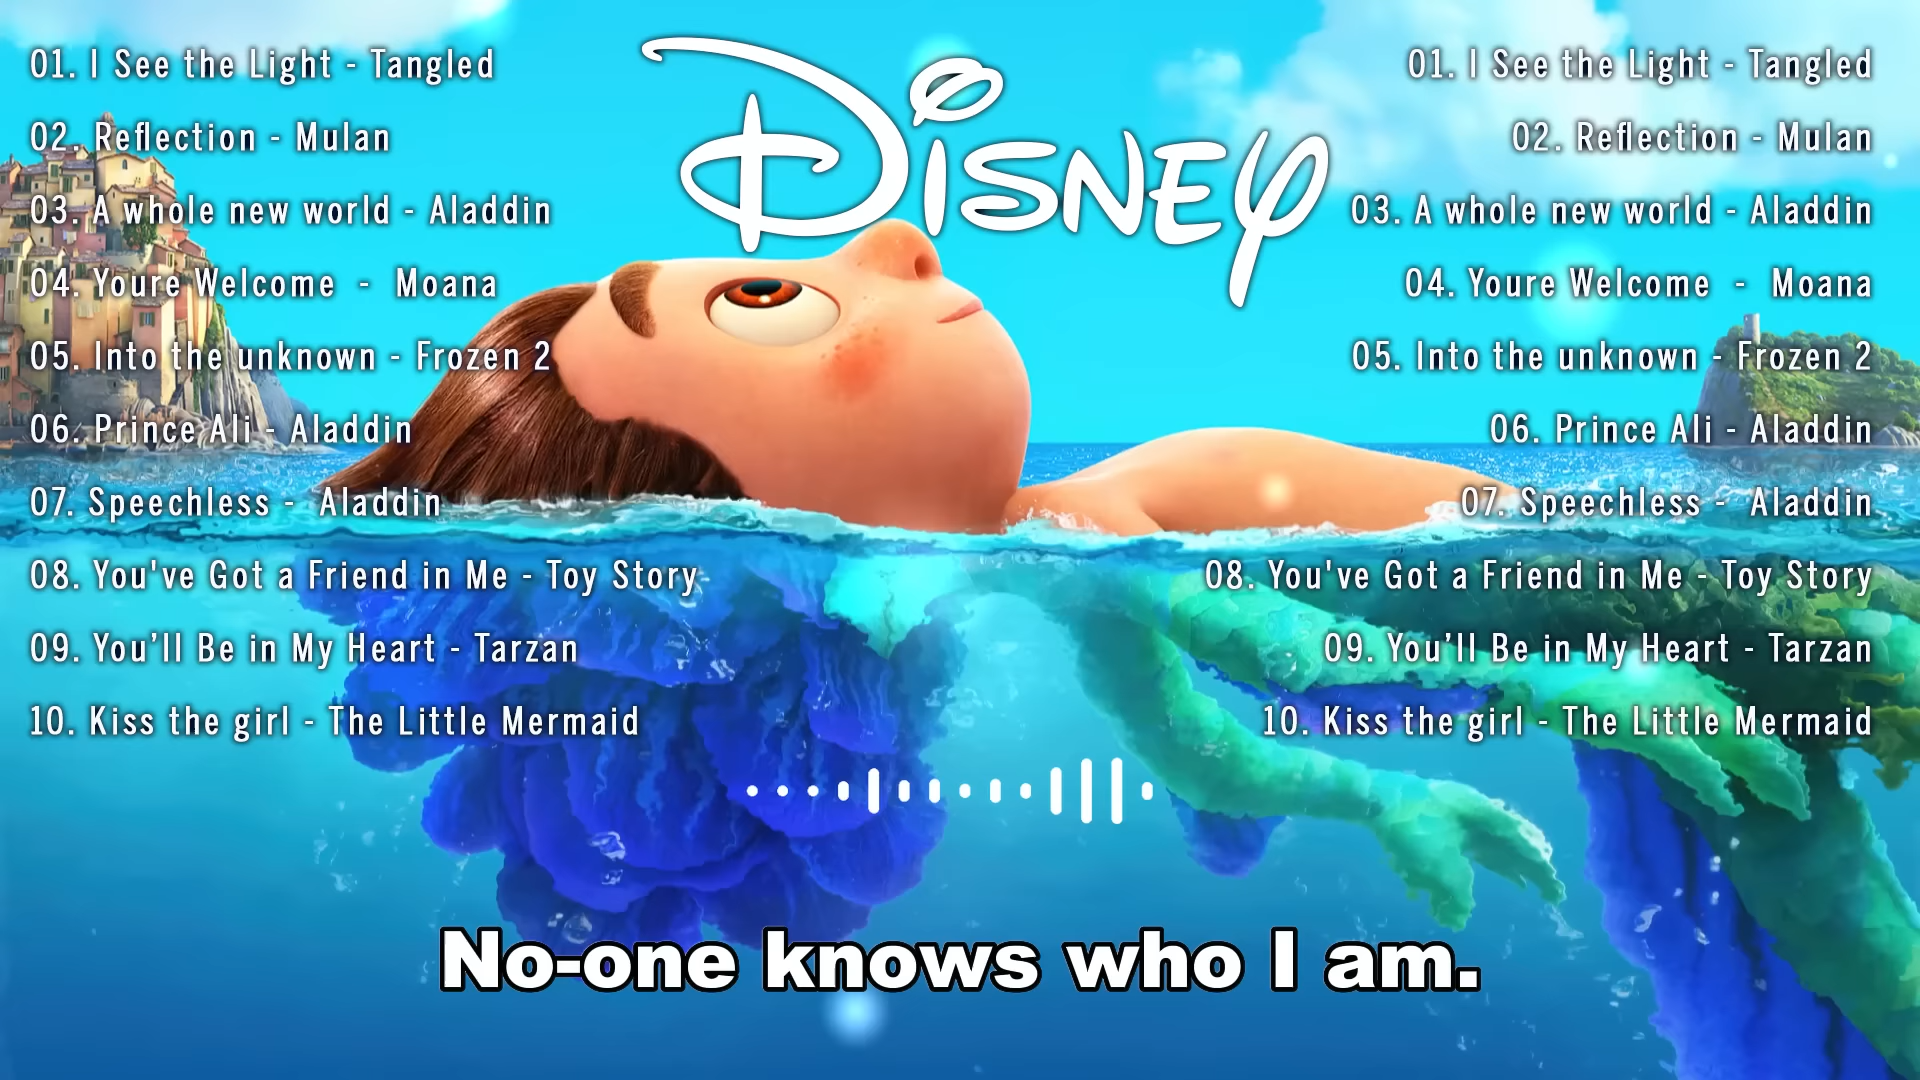 Disney
01. I See the Light - Tangled
02. Reflection - Mulan
03. A whole new world - Aladdin
04. Youre Welcome  -  Moana
05. Into the unknown - Frozen 2
06. Prince Ali - Aladdin
07. Speechless -  Aladdin
08. You've Got a Friend in Me - Toy Story
09. You’ll Be in My Heart - Tarzan
10. Kiss the girl - The Little Mermaid
01. I See the Light - Tangled
02. Reflection - Mulan
03. A whole new world - Aladdin
04. Youre Welcome  -  Moana
05. Into the unknown - Frozen 2
06. Prince Ali - Aladdin
07. Speechless -  Aladdin
08. You've Got a Friend in Me - Toy Story
09. You’ll Be in My Heart - Tarzan
10. Kiss the girl - The Little Mermaid
No-one knows who I am.